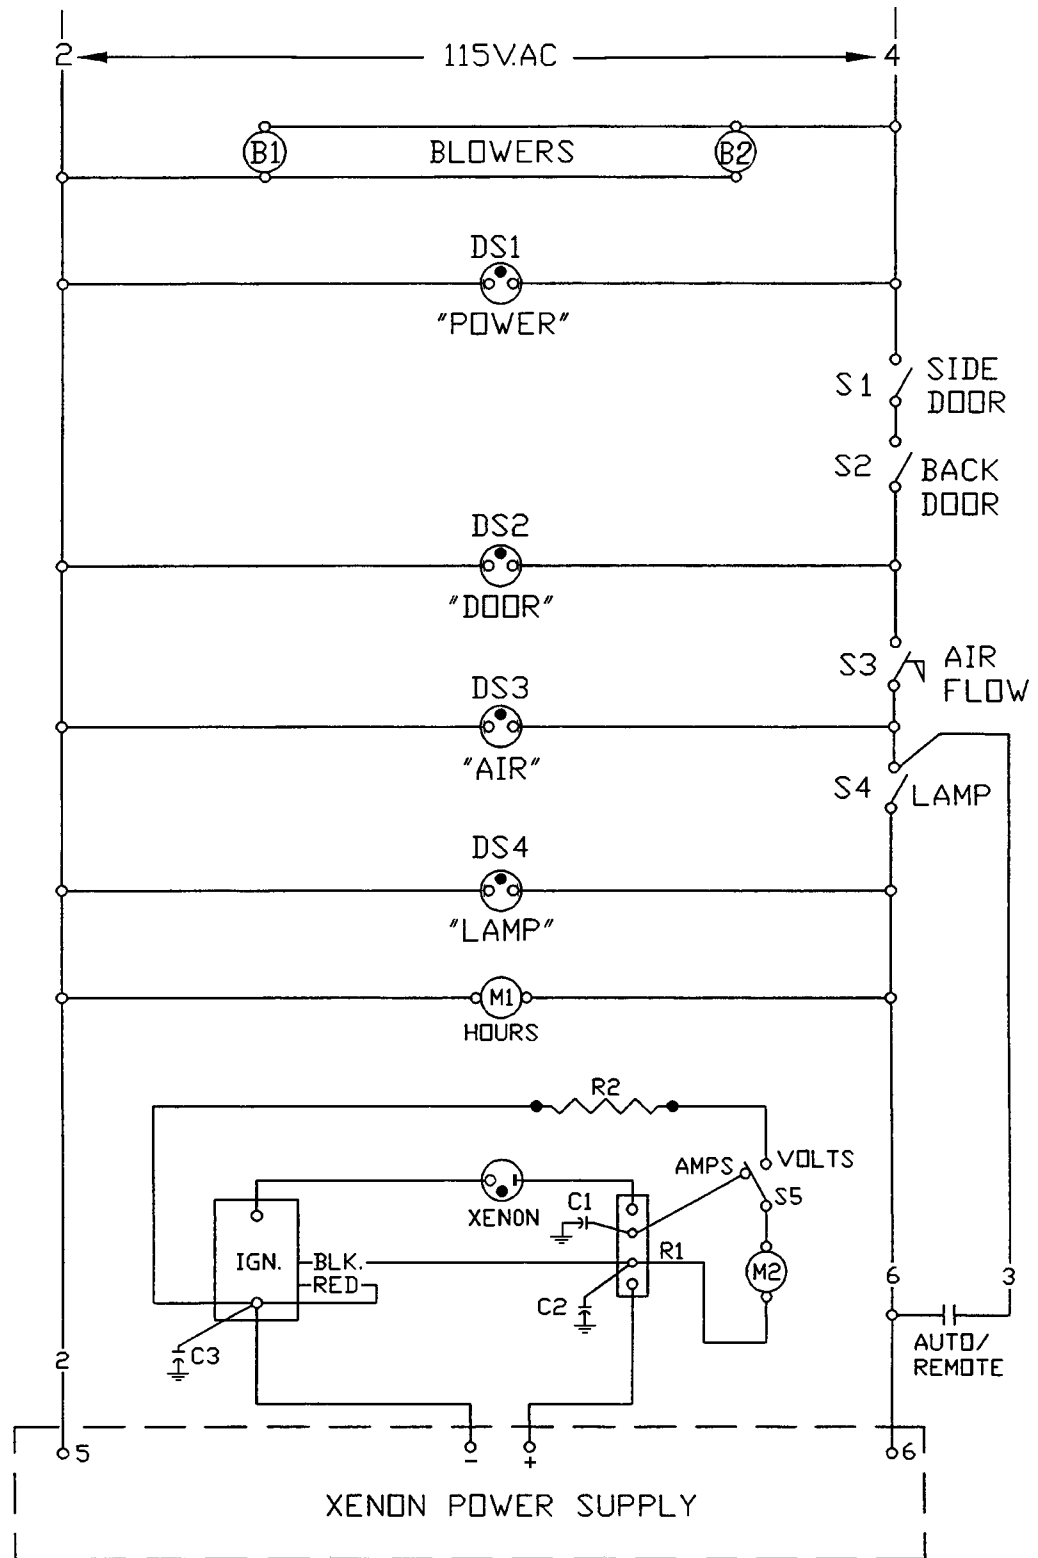 2 115V.AC 4
B1 BLOWERS B2
DS1
"POWER"
S1 SIDE
DOOR
S2 BACK
DOOR
DS2
"DOOR"
S3 AIR
FLOW
DS3
"AIR"
S4 LAMP
DS4
"LAMP"
M1
HOURS
R2
AMPS VOLTS
S5
XENON
C1
IGN. BLK. R1
RED
M2
C2
6 3
C3
2
AUTO/
REMOTE
5 - + 6
XENON POWER SUPPLY